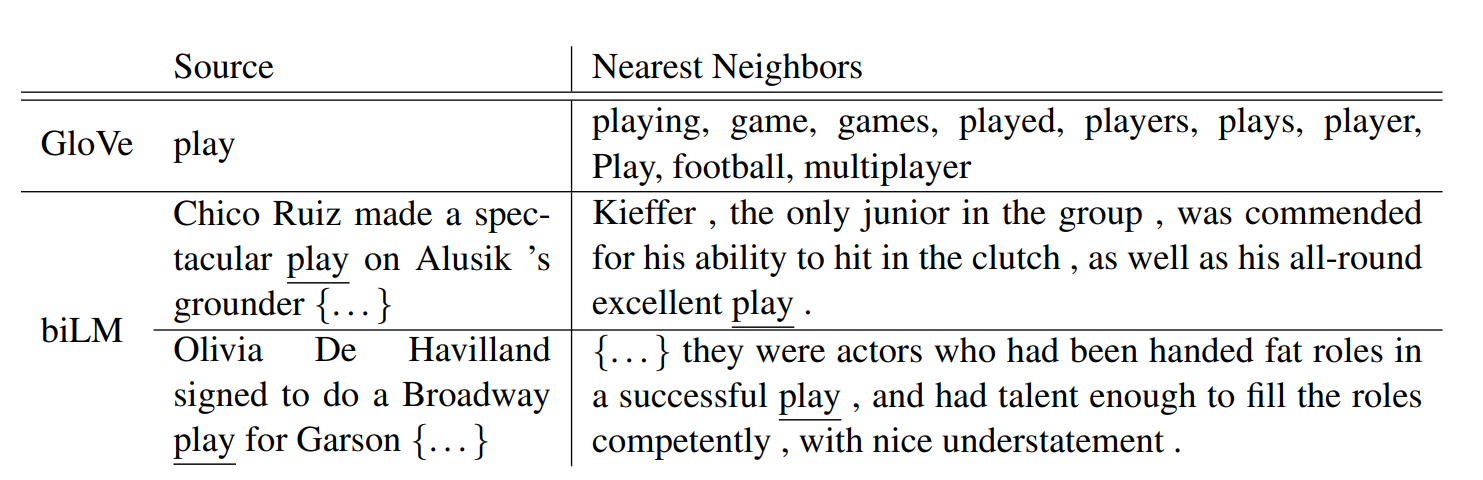 Source Nearest Neighbors
GloVe play playing, game, games, played, players, plays, player,
Play, football, multiplayer
biLM
Chico Ruiz made a spec-
tacular play on Alusik 's
grounder {...}
Kieffer , the only junior in the group , was commended
for his ability to hit in the clutch , as well as his all-round
excellent play .
Olivia De Havilland
signed to do a Broadway
play for Garson {...}
{...} they were actors who had been handed fat roles in
a successful play , and had talent enough to fill the roles
competently , with nice understatement .